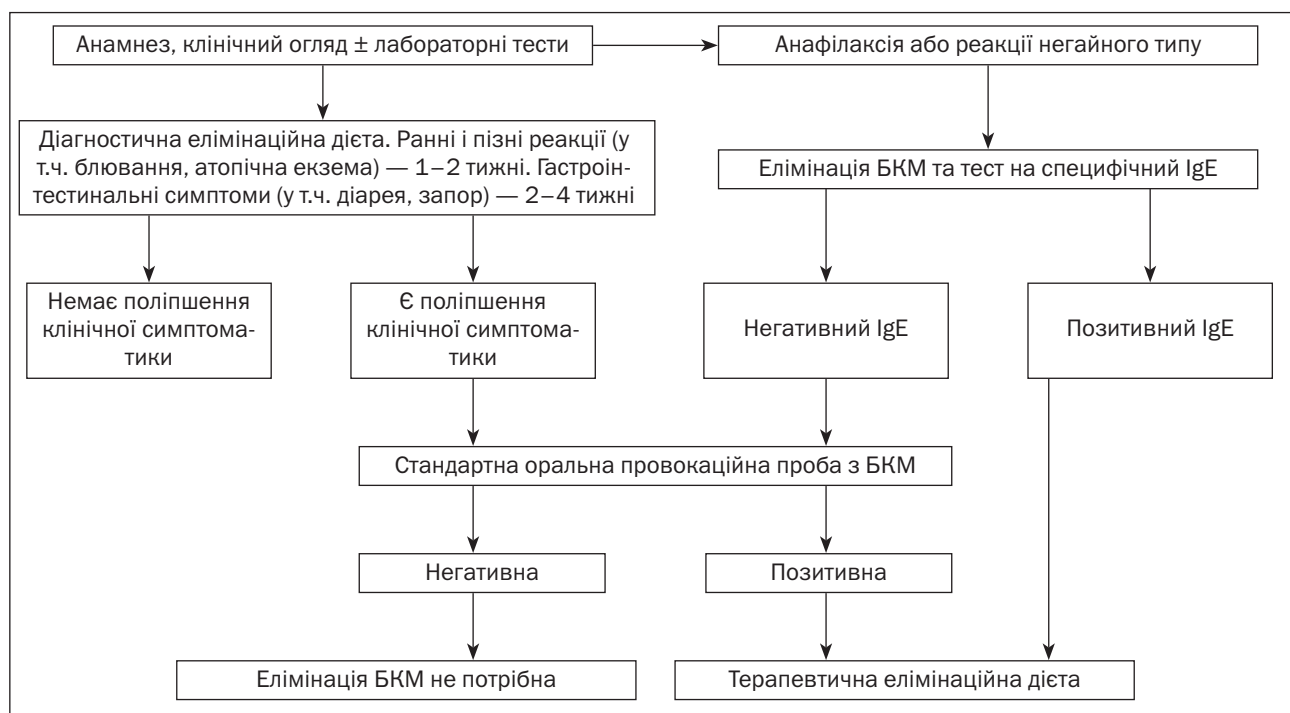 Анамнез, клінічний огляд ± лабораторні тести
Анафілаксія або реакції негайного типу
Діагностична елімінаційна дієта. Ранні і пізні реакції (у
т.ч. блювання, атопічна екзема) — 1–2 тижні. Гастроін-
тестинальні симптоми (у т.ч. діарея, запор) — 2–4 тижні
Елімінація БКМ та тест на специфічний IgE
Немає поліпшення
клінічної симптома-
тики
Є поліпшення
клінічної симптома-
тики
Негативний IgE
Позитивний IgE
Стандартна оральна провокаційна проба з БКМ
Негативна
Позитивна
Елімінація БКМ не потрібна
Терапевтична елімінаційна дієта